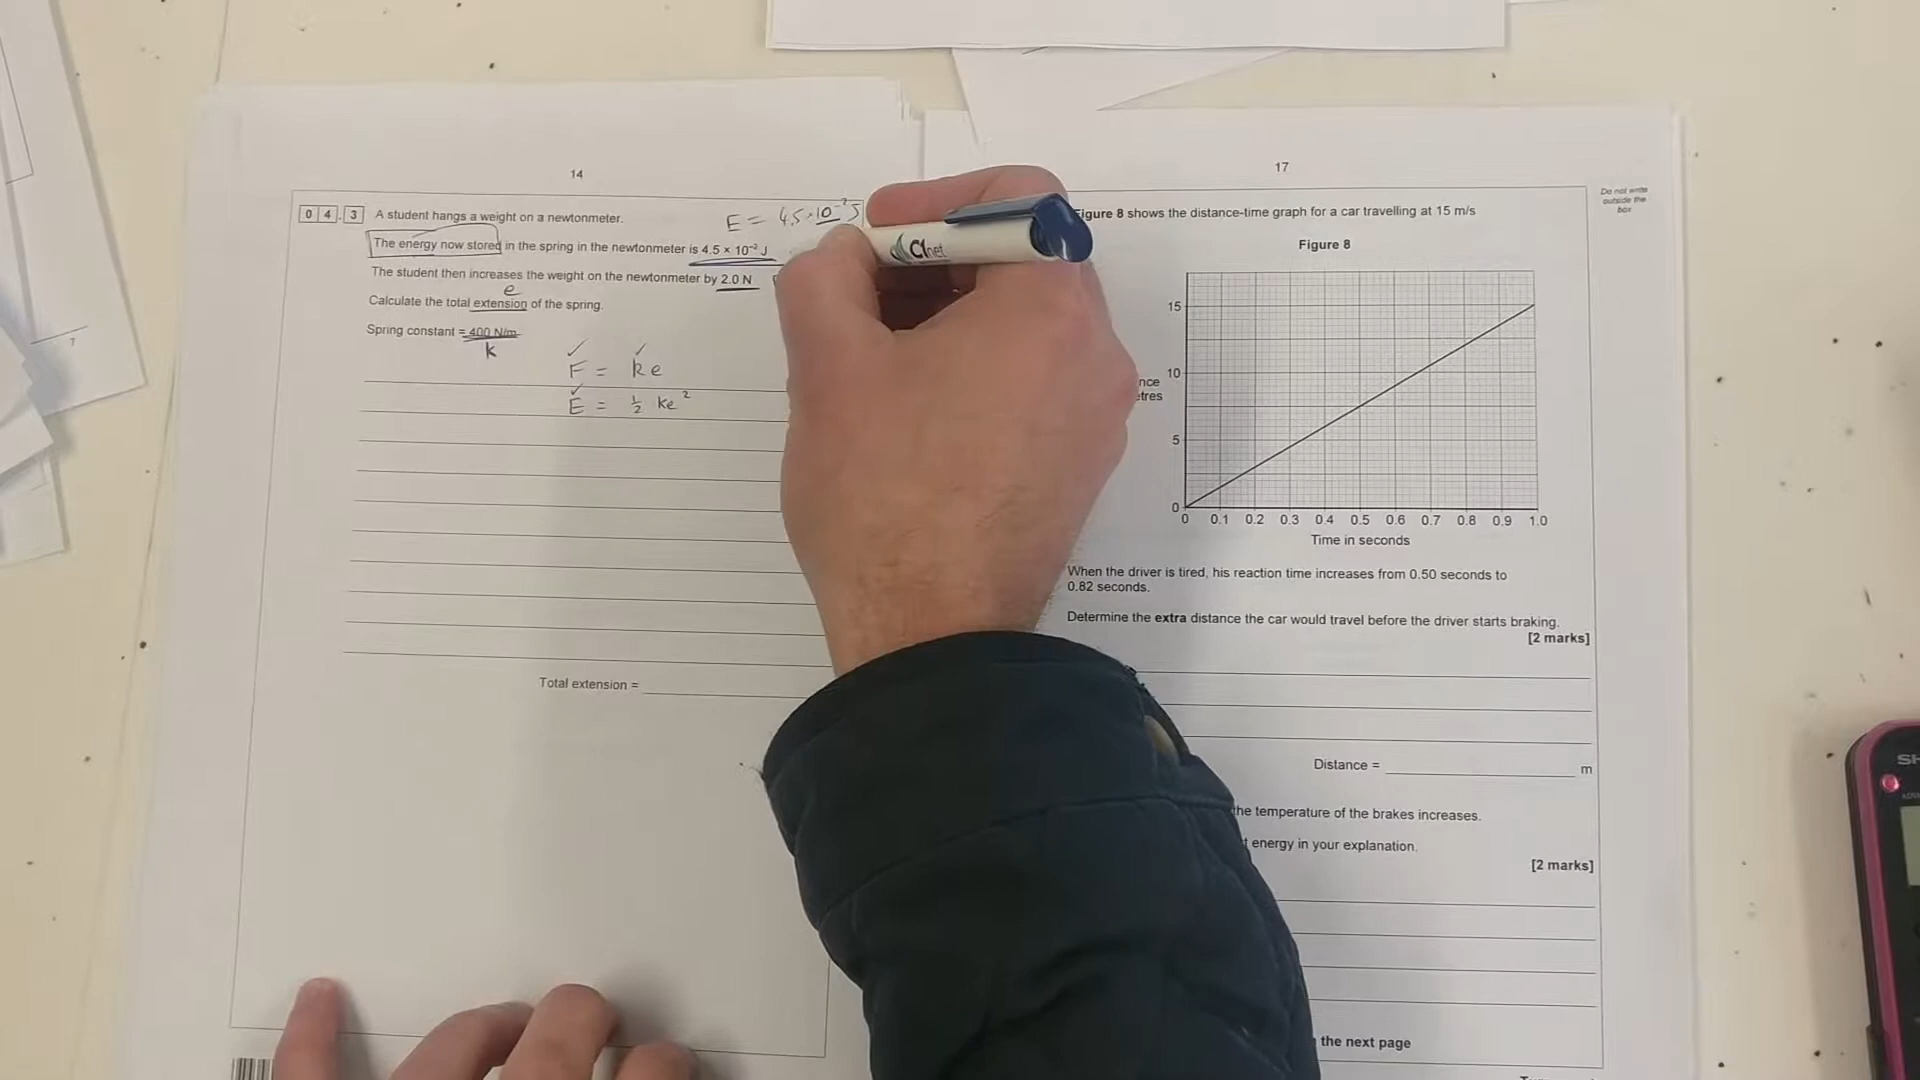 14
0 4 . 3 A student hangs a weight on a newtonmeter.
E = 4.5 × 10⁻² J
The energy now stored in the spring in the newtonmeter is 4.5 × 10⁻² J
The student then increases the weight on the newtonmeter by 2.0 N
e
Calculate the total extension of the spring.
Spring constant = 400 N/m
k
F = ke
E = ½ ke²
Total extension =
17
Do not write
outside the
box
Figure 8 shows the distance-time graph for a car travelling at 15 m/s
Figure 8
15
10
5
0
0 0.1 0.2 0.3 0.4 0.5 0.6 0.7 0.8 0.9 1.0
Time in seconds
When the driver is tired, his reaction time increases from 0.50 seconds to
0.82 seconds.
Determine the extra distance the car would travel before the driver starts braking.
[2 marks]
Distance = m
the temperature of the brakes increases.
energy in your explanation.
[2 marks]
the next page